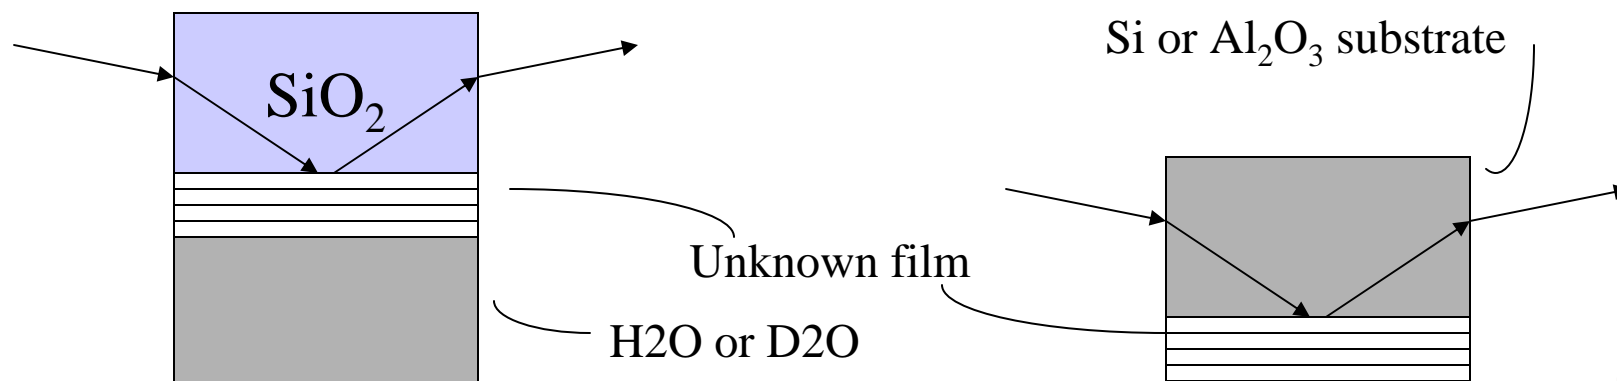 Si or Al₂O₃ substrate
SiO₂
Unknown film
H2O or D2O